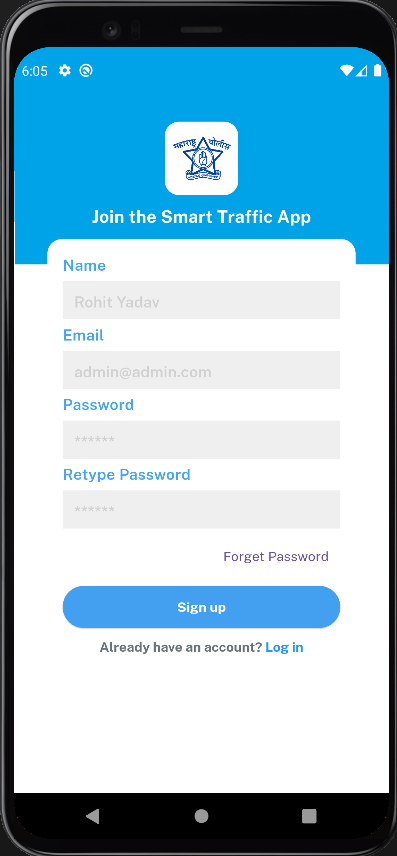 6:05
महाराष्ट्र पोलीस
Join the Smart Traffic App
Name
Rohit Yadav
Email
admin@admin.com
Password
******
Retype Password
******
Forget Password
Sign up
Already have an account? Log in